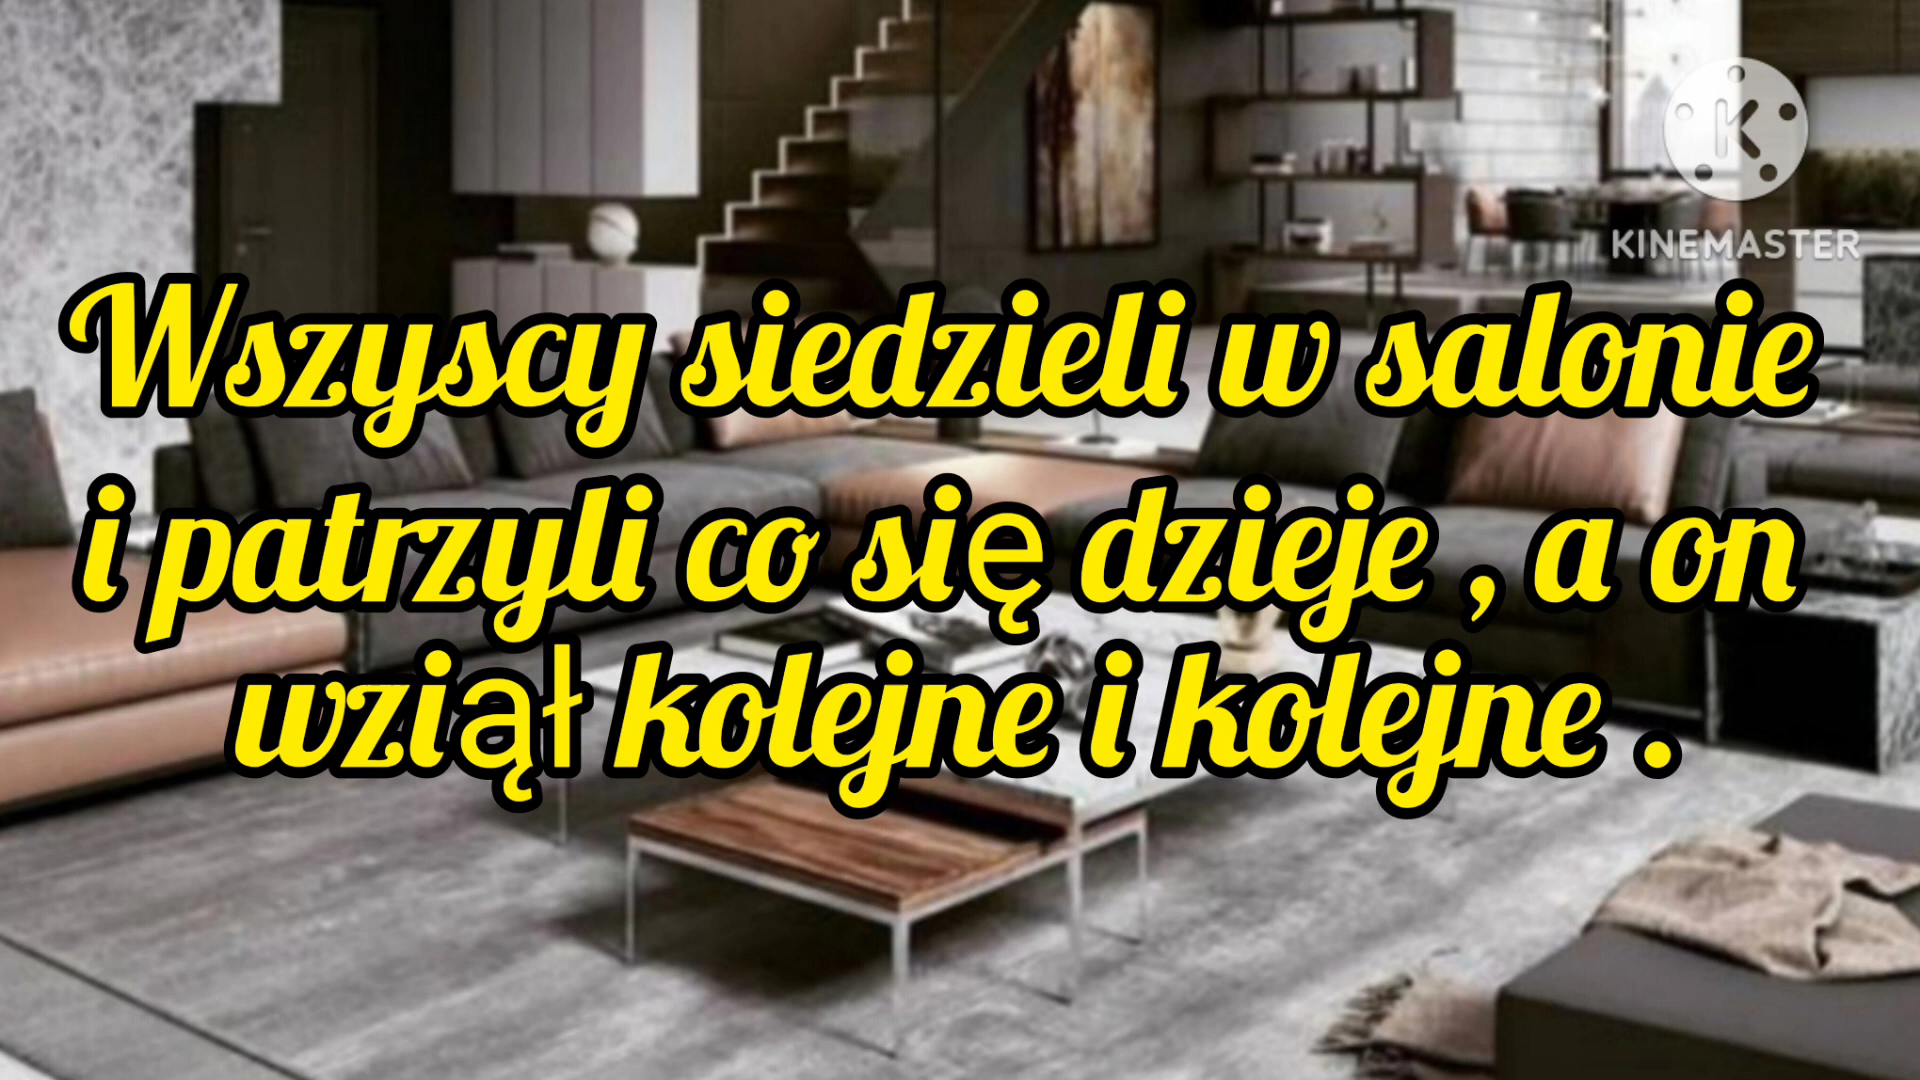 KINEMASTER
Wszyscy siedzieli w salonie
i patrzyli co się dzieje , a on
wziął kolejne i kolejne .